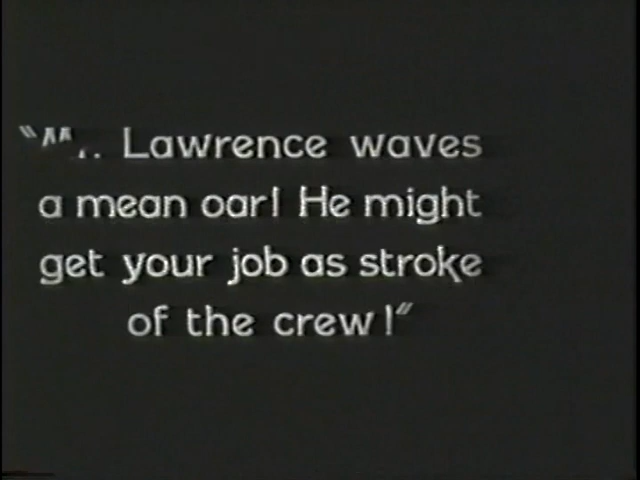 "M.. Lawrence waves
a mean oar! He might
get your job as stroke
of the crew!"